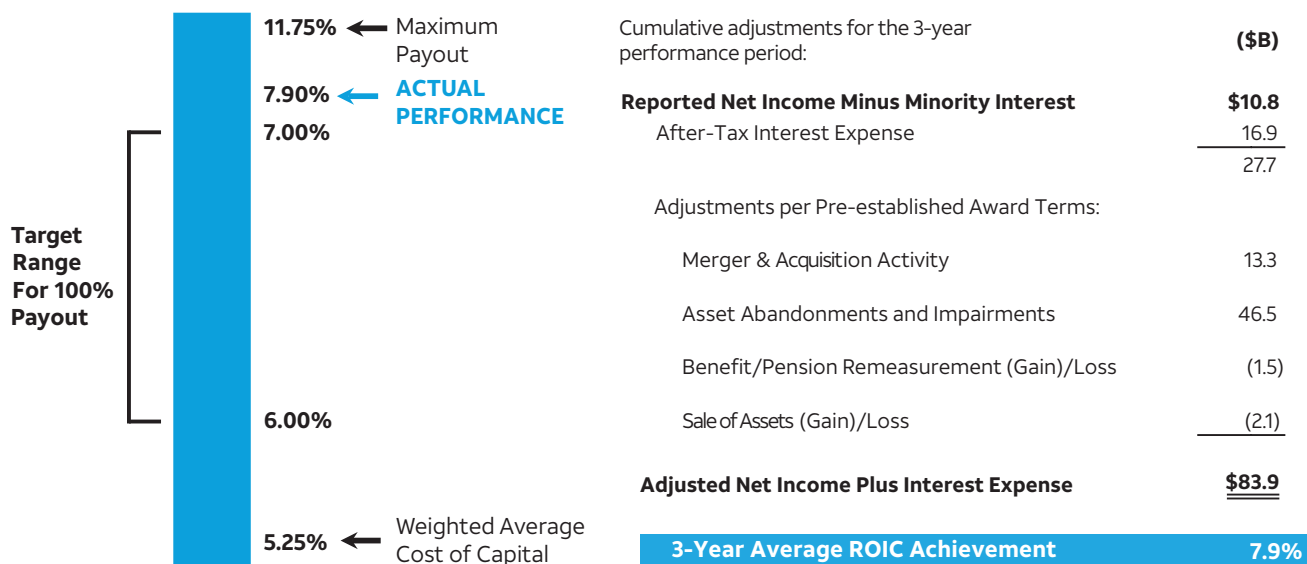 11.75%
Maximum
Payout
7.90%
ACTUAL
PERFORMANCE
7.00%
Target
Range
For 100%
Payout
6.00%
5.25%
Weighted Average
Cost of Capital
Cumulative adjustments for the 3-year
performance period:
($B)
Reported Net Income Minus Minority Interest $10.8
After-Tax Interest Expense 16.9
27.7
Adjustments per Pre-established Award Terms:
Merger & Acquisition Activity 13.3
Asset Abandonments and Impairments 46.5
Benefit/Pension Remeasurement (Gain)/Loss (1.5)
Sale of Assets (Gain)/Loss (2.1)
Adjusted Net Income Plus Interest Expense $83.9
3-Year Average ROIC Achievement 7.9%